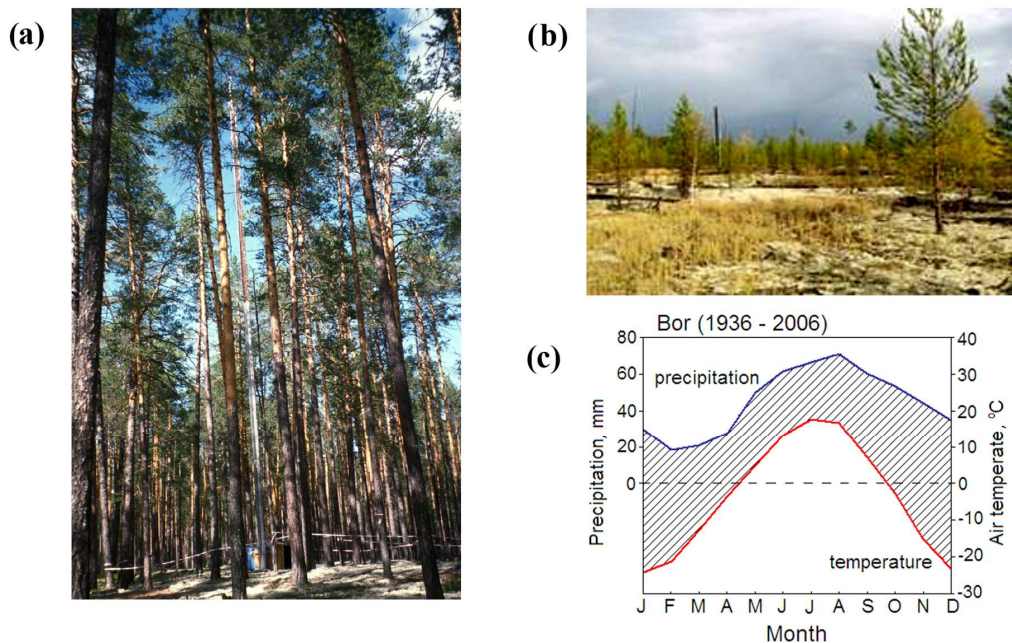 (a)
(b)
(c)
Bor (1936 - 2006)
80
60
40
20
0
Precipitation, mm
precipitation
temperature
40
30
20
10
0
-10
-20
-30
Air temperate, °C
J F M A M J J A S O N D
Month